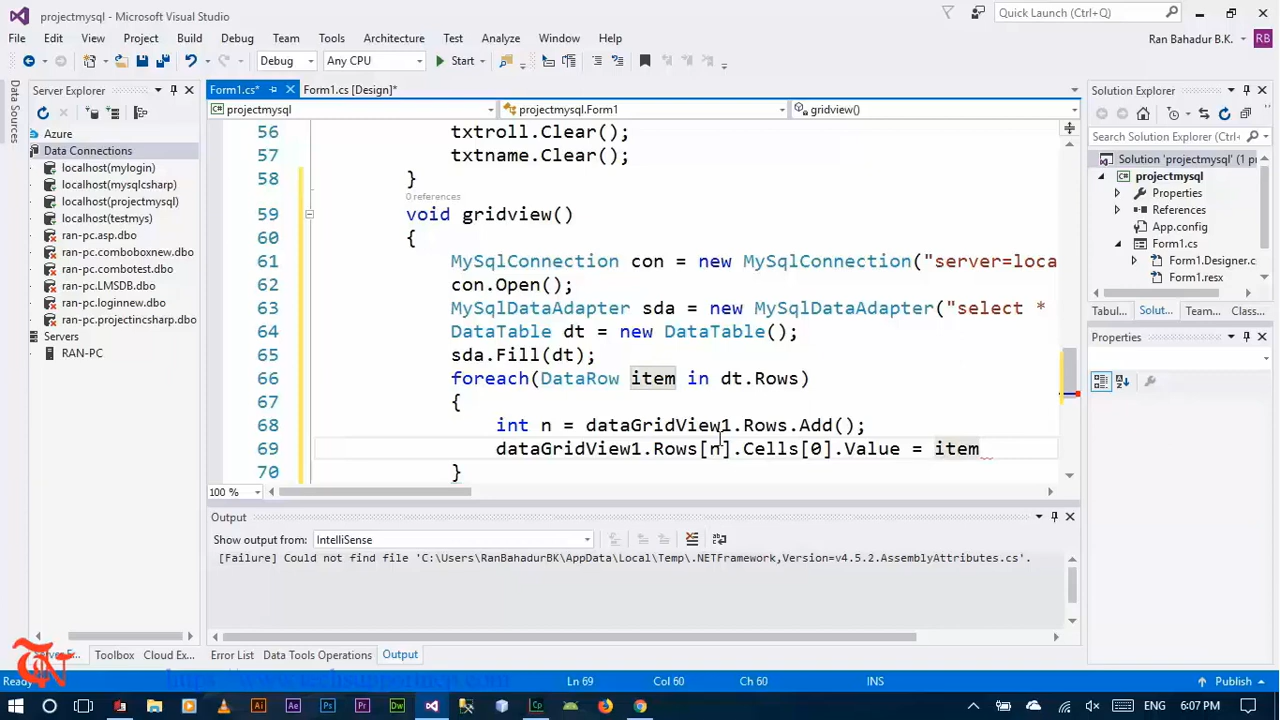 projectmysql - Microsoft Visual Studio
Quick Launch (Ctrl+Q)
File Edit View Project Build Debug Team Tools Architecture Test Analyze Window Help
Ran Bahadur B.K. RB
Debug Any CPU Start
Data Sources
Server Explorer
Form1.cs* Form1.cs [Design]*
Solution Explorer
projectmysql projectmysql.Form1 gridview()
Azure
Data Connections
localhost(mylogin)
localhost(mysqlcsharp)
localhost(projectmysql)
localhost(testmys)
ran-pc.asp.dbo
ran-pc.comboboxnew.dbo
ran-pc.combotest.dbo
ran-pc.LMSDB.dbo
ran-pc.loginnew.dbo
ran-pc.projectincsharp.dbo
Servers
RAN-PC
56 txtroll.Clear();
57 txtname.Clear();
58 }
0 references
59 void gridview()
60 {
61 MySqlConnection con = new MySqlConnection("server=loca
62 con.Open();
63 MySqlDataAdapter sda = new MySqlDataAdapter("select *
64 DataTable dt = new DataTable();
65 sda.Fill(dt);
66 foreach(DataRow item in dt.Rows)
67 {
68 int n = dataGridView1.Rows.Add();
69 dataGridView1.Rows[n].Cells[0].Value = item
70 }
100 %
Search Solution Explorer (Ctrl+;)
Solution 'projectmysql' (1 pr
projectmysql
Properties
References
App.config
Form1.cs
Form1.Designer.c
Form1.resx
Tabul... Solut... Team... Class...
Properties
Output
Show output from: IntelliSense
[Failure] Could not find file 'C:\Users\RanBahadurBK\AppData\Local\Temp\.NETFramework,Version=v4.5.2.AssemblyAttributes.cs'.
Toolbox Cloud Ex... Error List Data Tools Operations Output
Ln 69 Col 60 Ch 60 INS Publish
ENG 6:07 PM